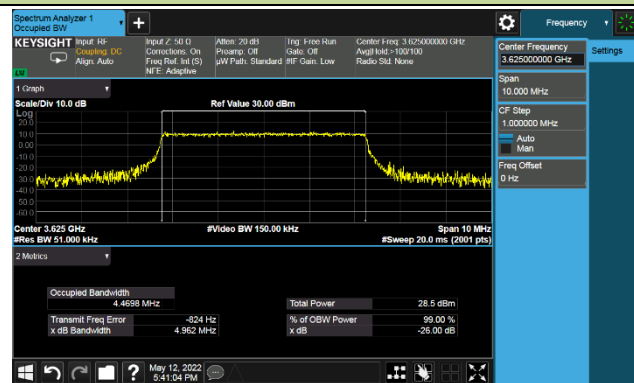 Spectrum Analyzer 1
Occupied BW
+
Frequency
KEYSIGHT
Input: RF
Coupling: DC
Align: Auto
Input Z: 50 Ω
Corrections: On
Freq Ref: Int (S)
NFE: Adaptive
Atten: 20 dB
Preamp: Off
µW Path: Standard
Trig: Free Run
Gate: Off
#IF Gain: Low
Center Freq: 3.625000000 GHz
Avg|Hold:>100/100
Radio Std: None
Center Frequency
3.625000000 GHz
Settings
Span
10.000 MHz
CF Step
1.000000 MHz
Auto
Man
Freq Offset
0 Hz
1 Graph
Scale/Div 10.0 dB
Ref Value 30.00 dBm
Log
20.0
10.0
0.00
-10.0
-20.0
-30.0
-40.0
-50.0
-60.0
Center 3.625 GHz
#Video BW 150.00 kHz
Span 10 MHz
#Res BW 51.000 kHz
#Sweep 20.0 ms (2001 pts)
2 Metrics
Occupied Bandwidth
4.4698 MHz
Total Power
28.5 dBm
Transmit Freq Error
-824 Hz
% of OBW Power
99.00 %
x dB Bandwidth
4.962 MHz
x dB
-26.00 dB
?
May 12, 2022
5:41:04 PM